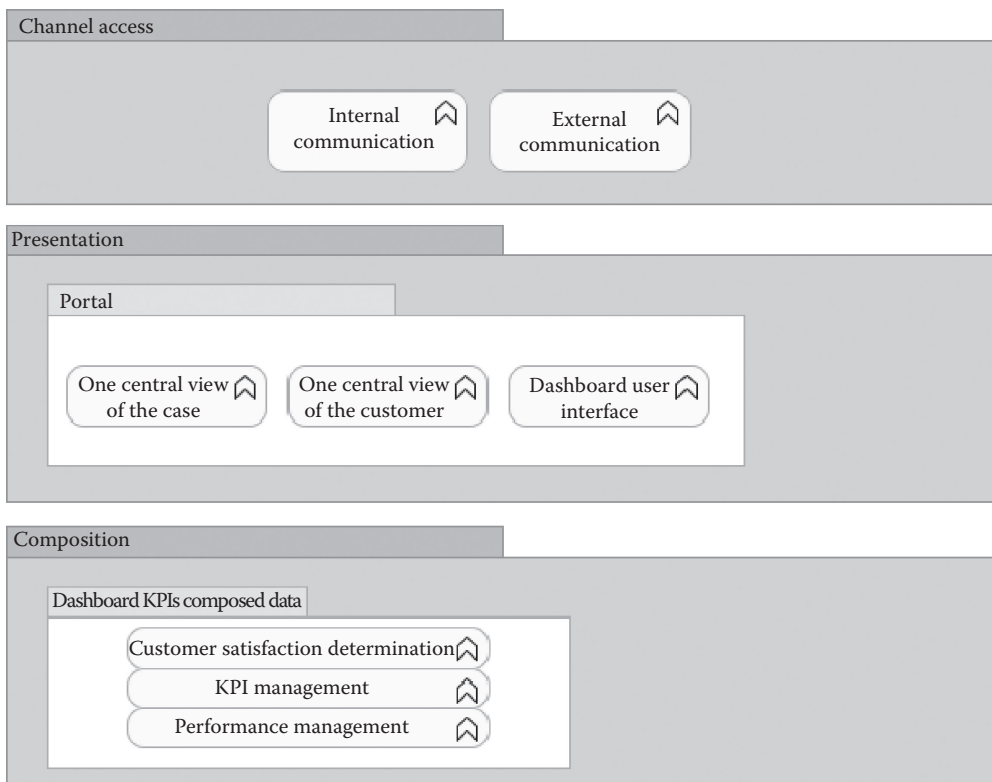 Channel access
Internal
communication
External
communication
Presentation
Portal
One central view
of the case
One central view
of the customer
Dashboard user
interface
Composition
Dashboard KPIs composed data
Customer satisfaction determination
KPI management
Performance management